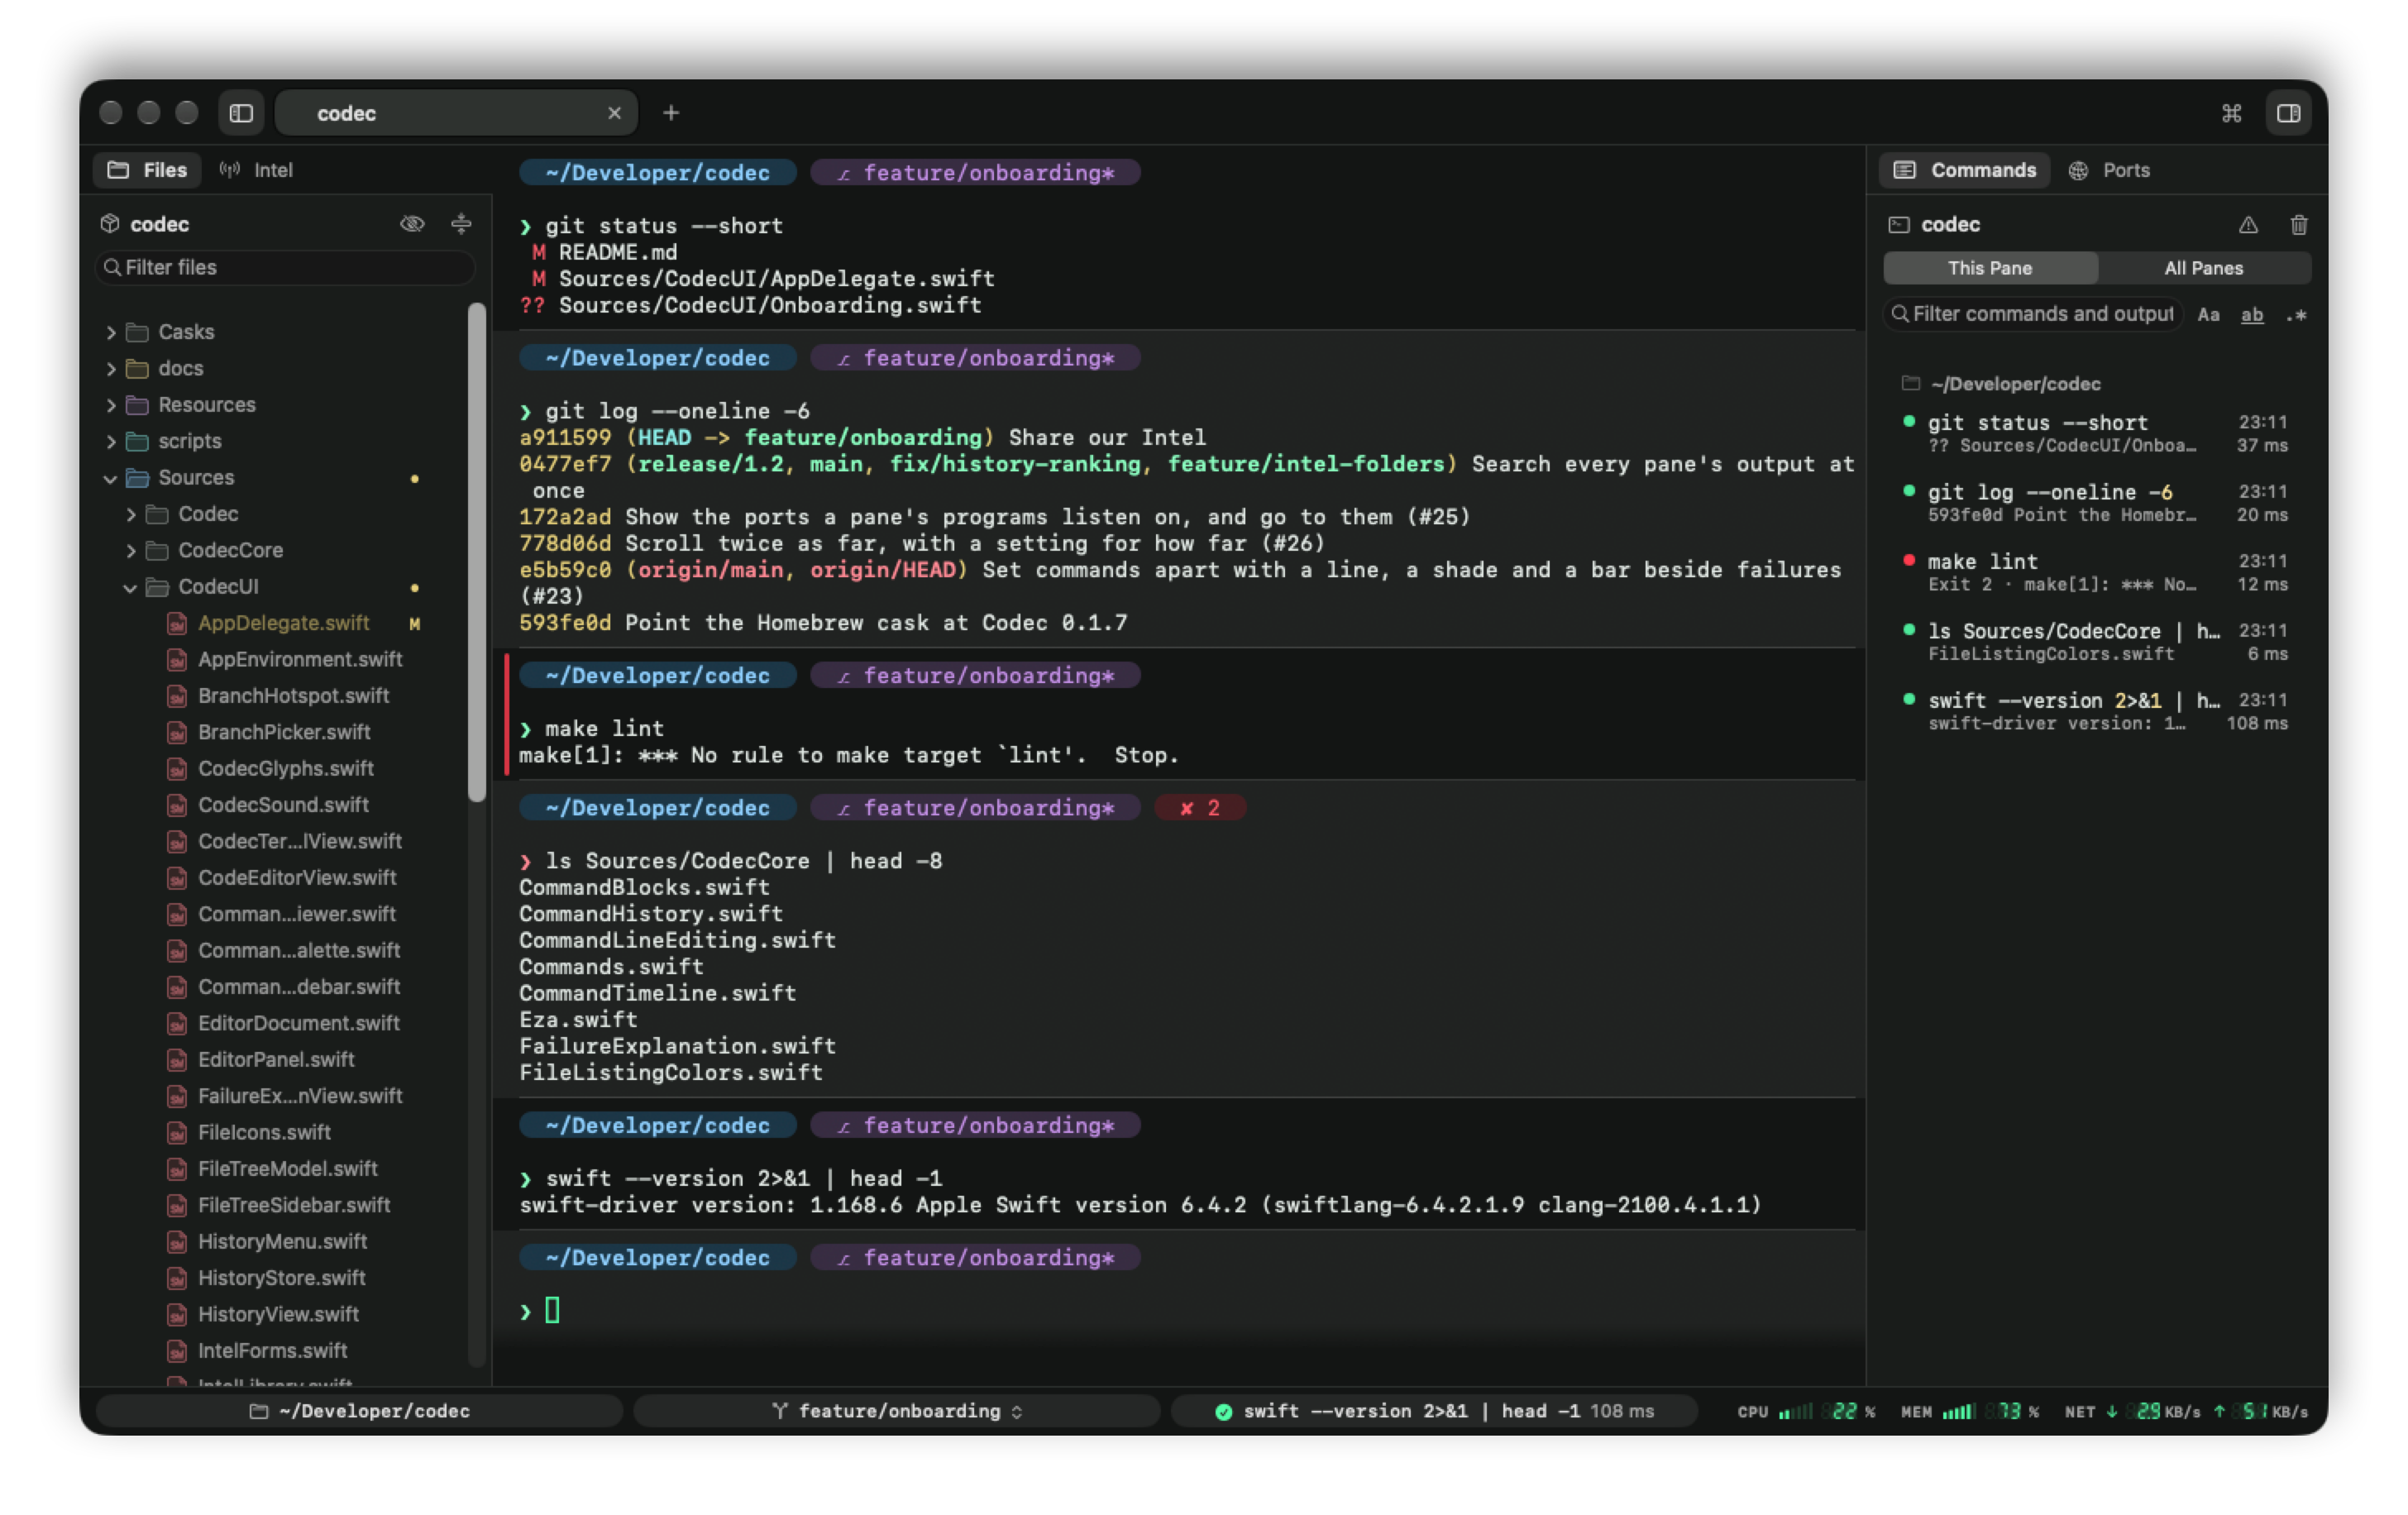 codec
Files
Intel
codec
Filter files
Casks
docs
Resources
scripts
Sources
Codec
CodecCore
CodecUI
AppDelegate.swift M
AppEnvironment.swift
BranchHotspot.swift
BranchPicker.swift
CodecGlyphs.swift
CodecSound.swift
CodecTer...lView.swift
CodeEditorView.swift
Comman...iewer.swift
Comman...alette.swift
Comman...debar.swift
EditorDocument.swift
EditorPanel.swift
FailureEx...nView.swift
FileIcons.swift
FileTreeModel.swift
FileTreeSidebar.swift
HistoryMenu.swift
HistoryStore.swift
HistoryView.swift
IntelForms.swift
IntelLibrary.swift
~/Developer/codec feature/onboarding*
❯ git status --short
M README.md
M Sources/CodecUI/AppDelegate.swift
?? Sources/CodecUI/Onboarding.swift
~/Developer/codec feature/onboarding*
❯ git log --oneline -6
a911599 (HEAD -> feature/onboarding) Share our Intel
0477ef7 (release/1.2, main, fix/history-ranking, feature/intel-folders) Search every pane's output at
once
172a2ad Show the ports a pane's programs listen on, and go to them (#25)
778d06d Scroll twice as far, with a setting for how far (#26)
e5b59c0 (origin/main, origin/HEAD) Set commands apart with a line, a shade and a bar beside failures
(#23)
593fe0d Point the Homebrew cask at Codec 0.1.7
~/Developer/codec feature/onboarding*
❯ make lint
make[1]: *** No rule to make target `lint'.  Stop.
~/Developer/codec feature/onboarding* ✘ 2
❯ ls Sources/CodecCore | head -8
CommandBlocks.swift
CommandHistory.swift
CommandLineEditing.swift
Commands.swift
CommandTimeline.swift
Eza.swift
FailureExplanation.swift
FileListingColors.swift
~/Developer/codec feature/onboarding*
❯ swift --version 2>&1 | head -1
swift-driver version: 1.168.6 Apple Swift version 6.4.2 (swiftlang-6.4.2.1.9 clang-2100.4.1.1)
~/Developer/codec feature/onboarding*
❯
Commands
Ports
codec
This Pane
All Panes
Filter commands and output
Aa ab .*
~/Developer/codec
git status --short 23:11
?? Sources/CodecUI/Onboa… 37 ms
git log --oneline -6 23:11
593fe0d Point the Homebr… 20 ms
make lint 23:11
Exit 2 · make[1]: *** No… 12 ms
ls Sources/CodecCore | h… 23:11
FileListingColors.swift 6 ms
swift --version 2>&1 | h… 23:11
swift-driver version: 1… 108 ms
~/Developer/codec
feature/onboarding
swift --version 2>&1 | head -1 108 ms
CPU 22 %
MEM 73 %
NET ↓ 29 KB/s ↑ 51 KB/s